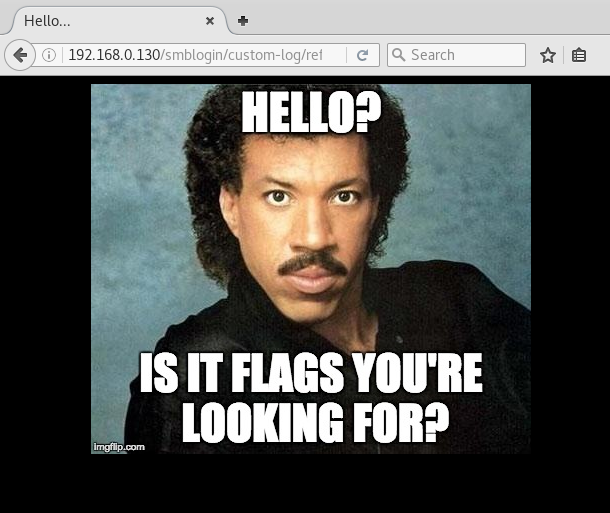 Hello...
192.168.0.130/smblogin/custom-log/ref
Search
HELLO?
IS IT FLAGS YOU'RE
LOOKING FOR?
imgflip.com